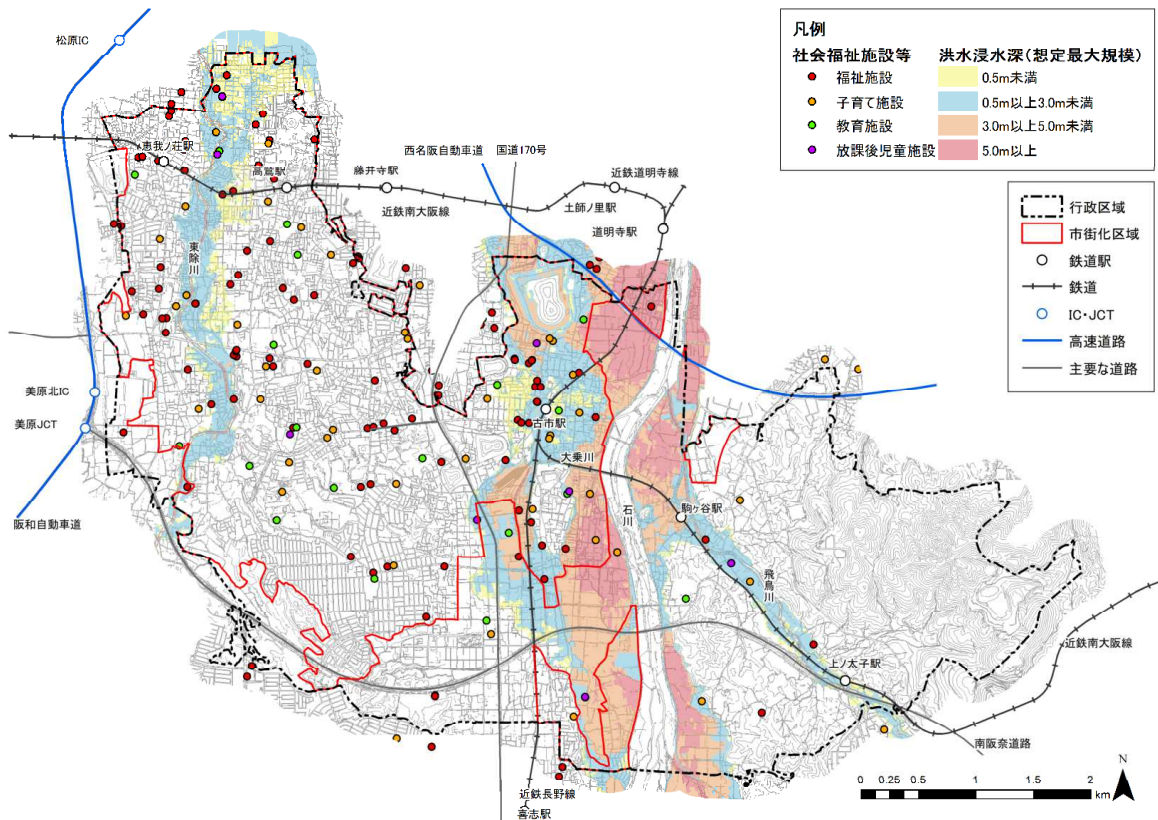 凡例
社会福祉施設等
福祉施設
子育て施設
教育施設
放課後児童施設
洪水浸水深(想定最大規模)
0.5m未満
0.5m以上3.0m未満
3.0m以上5.0m未満
5.0m以上
行政区域
市街化区域
鉄道駅
鉄道
IC・JCT
高速道路
主要な道路
松原IC
恵我ノ荘駅
高鷲駅
藤井寺駅
西名阪自動車道
国道170号
近鉄道明寺線
近鉄南大阪線
土師ノ里駅
道明寺駅
東除川
美原北IC
美原JCT
阪和自動車道
古市駅
大乗川
石川
駒ヶ谷駅
飛鳥川
上ノ太子駅
近鉄南大阪線
南阪奈道路
近鉄長野線
喜志駅
0 0.25 0.5 1 1.5 2
km
N